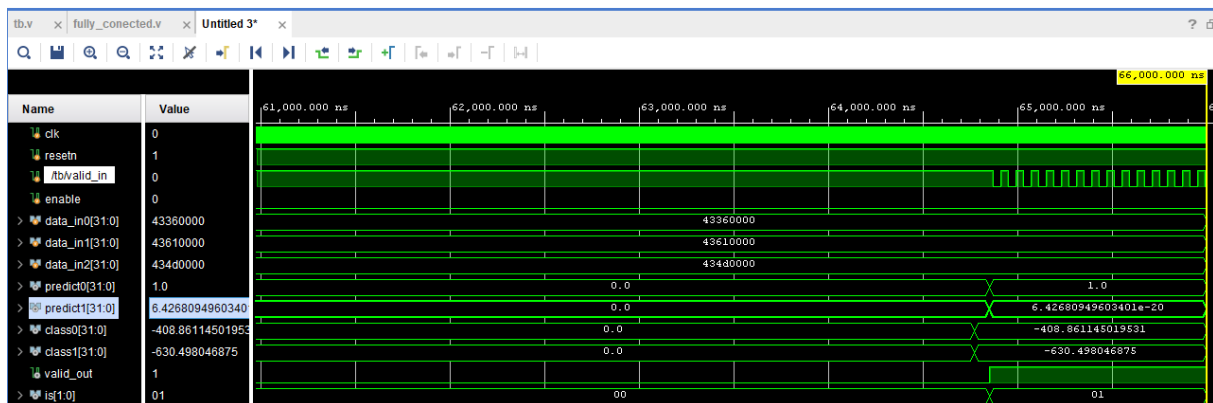 tb.v × fully_conected.v × Untitled 3* × ?
66,000.000 ns
Name Value 61,000.000 ns 62,000.000 ns 63,000.000 ns 64,000.000 ns 65,000.000 ns
clk 0
resetn 1
/tb/valid_in 0
enable 0
data_in0[31:0] 43360000 43360000
data_in1[31:0] 43610000 43610000
data_in2[31:0] 434d0000 434d0000
predict0[31:0] 1.0 0.0 1.0
predict1[31:0] 6.4268094960340 0.0 6.42680949603401e-20
class0[31:0] -408.86114501953 0.0 -408.861145019531
class1[31:0] -630.498046875 0.0 -630.498046875
valid_out 1
is[1:0] 01 00 01